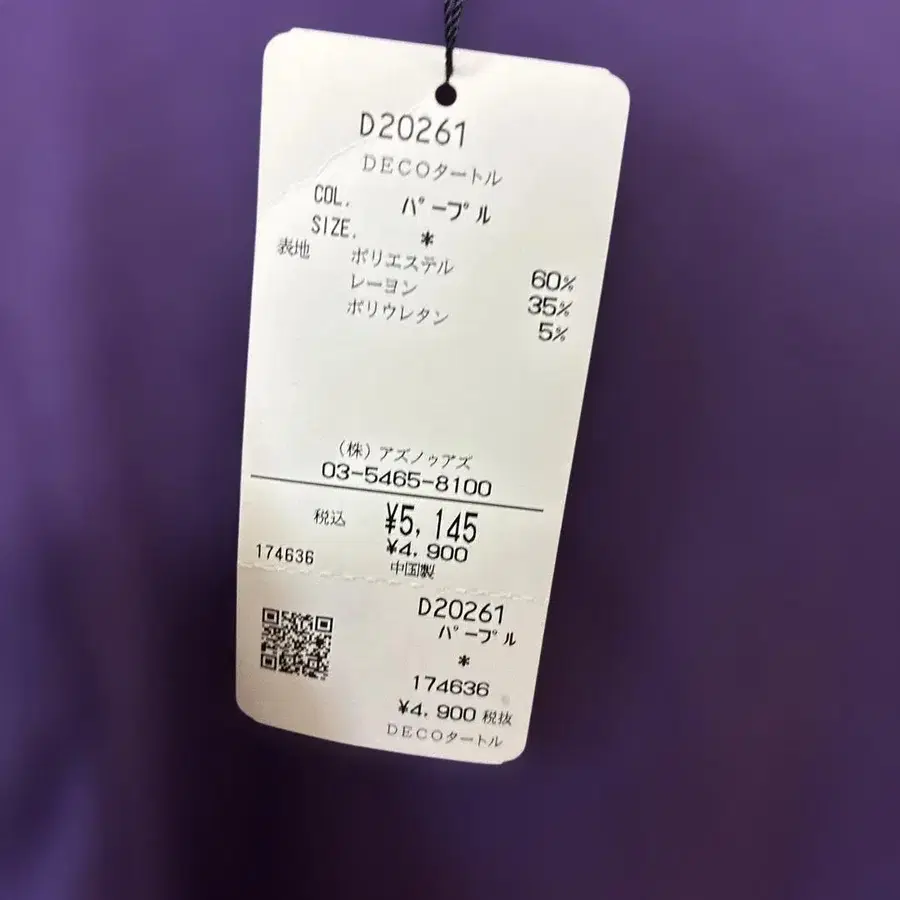 D20261
DECOタートル
COL. パープル
SIZE. *
表地 ポリエステル 60%
レーヨン 35%
ポリウレタン 5%
(株)アズノゥアズ
03-5465-8100
税込 ¥5,145
¥4,900
174636 中国製
D20261
パープル
*
174636
¥4,900 税抜
DECOタートル